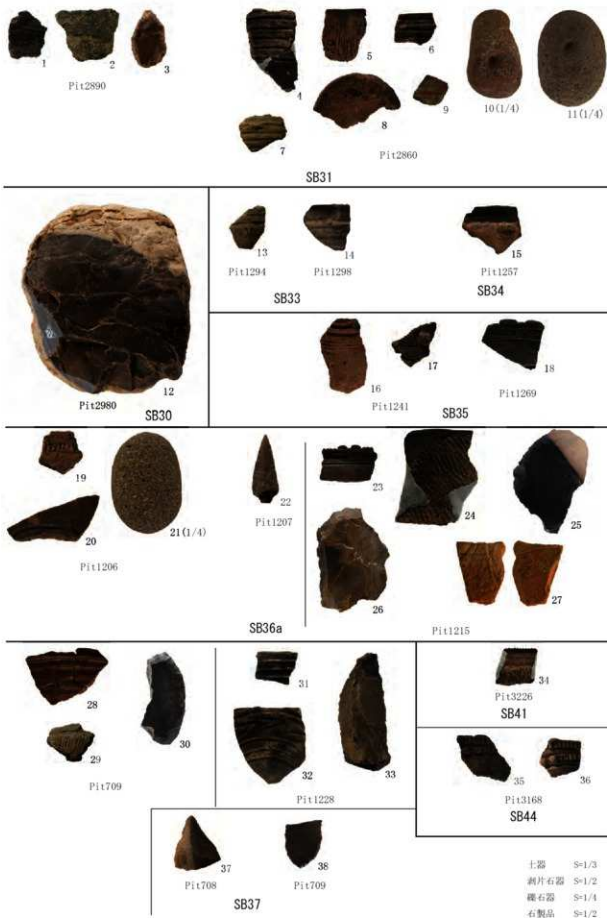 1
2
3
Pit2890
4
5
6
7
8
9
10(1/4)
11(1/4)
Pit2860
SB31
12
Pit2980
SB30
13
14
Pit1294
Pit1298
SB33
15
Pit1257
SB34
16
17
18
Pit1241
Pit1269
SB35
19
20
21(1/4)
Pit1206
22
Pit1207
SB36a
23
24
25
26
27
Pit1215
28
29
30
Pit709
31
32
33
Pit1228
34
Pit3226
SB41
35
36
Pit3168
SB44
37
38
Pit708
Pit709
SB37
土器 S=1/3
剥片石器 S=1/2
礫石器 S=1/4
石製品 S=1/2